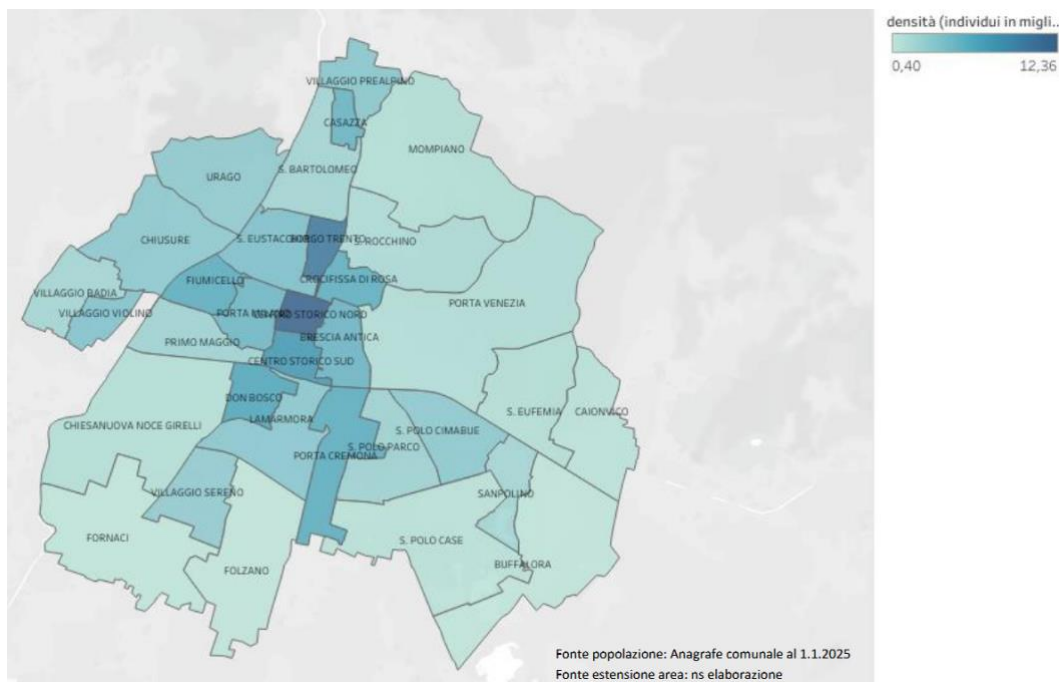 densità (individui in migli..
0,40 12,36
VILLAGGIO PREALPINO
CASAZZA
MOMPIANO
S. BARTOLOMEO
URAGO
CHIUSURE
S. EUSTACCHIO
BORGO TRENTO
S. ROCCHINO
FIUMICELLO
CROCIFISSA DI ROSA
VILLAGGIO BADIA
VILLAGGIO VIOLINO
PORTA MILANO
CENTRO STORICO NORD
PORTA VENEZIA
PRIMO MAGGIO
BRESCIA ANTICA
CENTRO STORICO SUD
DON BOSCO
S. EUFEMIA
CAIONVICO
LAMARMORA
CHIESANUOVA NOCE GIRELLI
S. POLO CIMABUE
S. POLO PARCO
PORTA CREMONA
VILLAGGIO SERENO
SANPOLINO
FORNACI
S. POLO CASE
BUFFALORA
FOLZANO
Fonte popolazione: Anagrafe comunale al 1.1.2025
Fonte estensione area: ns elaborazione